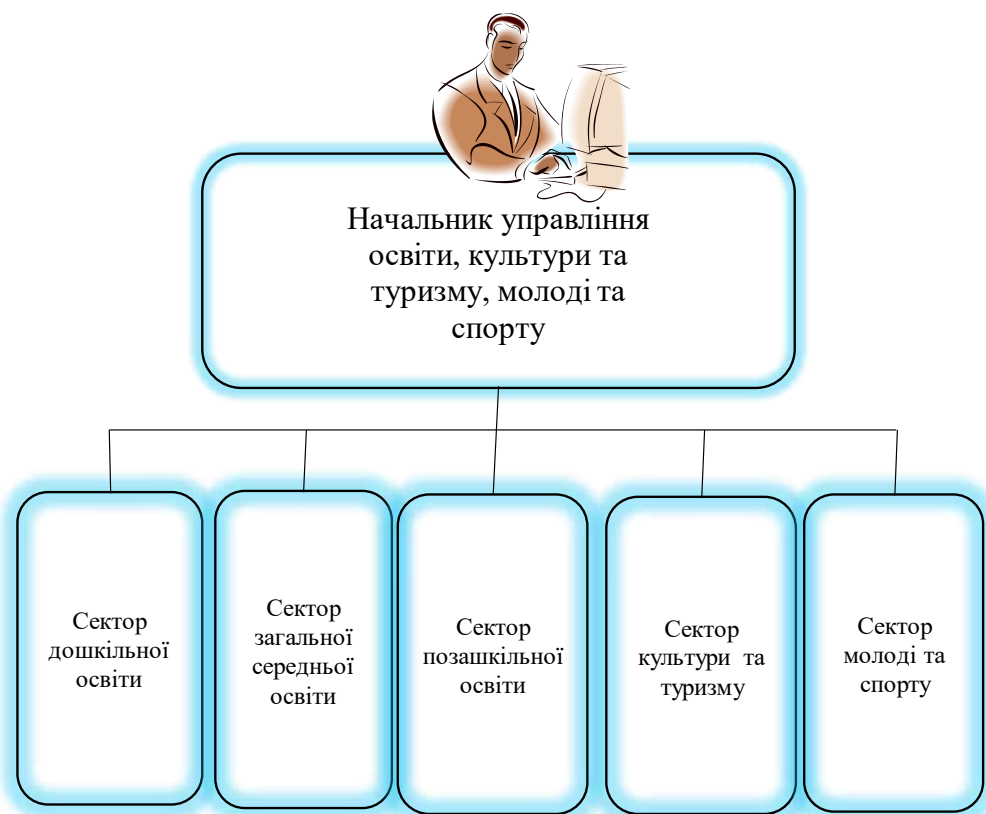 Начальник управління
освіти, культури та
туризму, молоді та
спорту
Сектор
дошкільної
освіти
Сектор
загальної
середньої
освіти
Сектор
позашкільної
освіти
Сектор
культури та
туризму
Сектор
молоді та
спорту